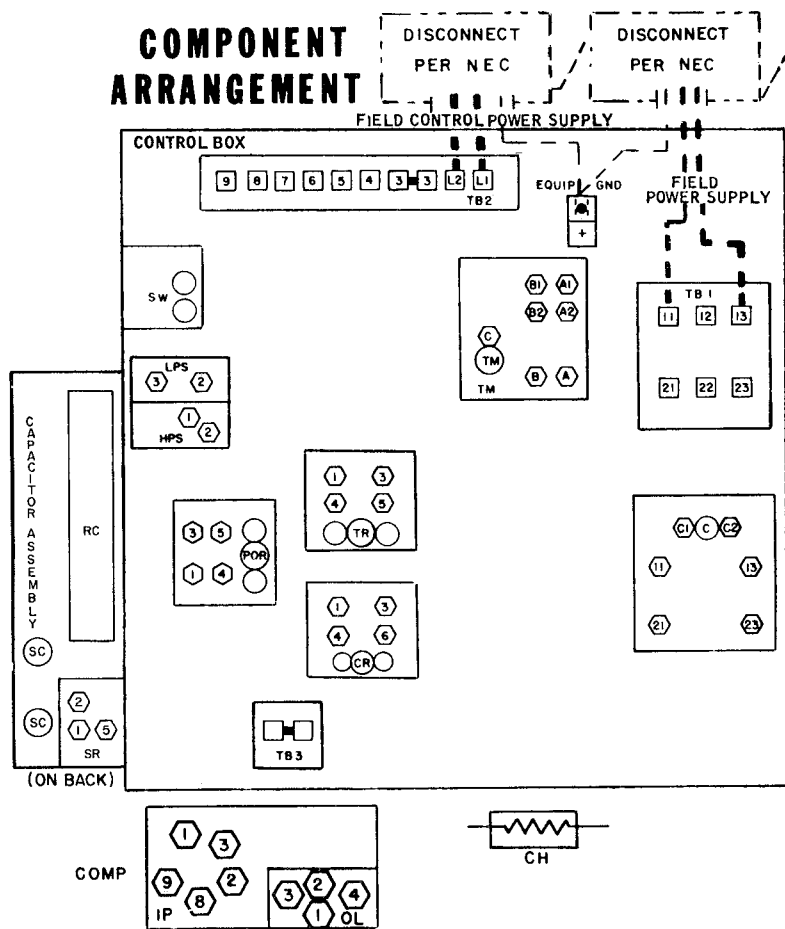 COMPONENT
ARRANGEMENT
DISCONNECT
PER NEC
DISCONNECT
PER NEC
FIELD CONTROL POWER SUPPLY
CONTROL BOX
9 8 7 6 5 4 3 3 L2 L1
TB2
EQUIP GND
+
FIELD
POWER SUPPLY
SW
B1 A1
B2 A2
C
TM
B A
TM
TB1
11 12 13
21 22 23
LPS
3 2
1
2
HPS
CAPACITOR ASSEMBLY
RC
SC
SC
2
1 5
SR
(ON BACK)
3 5
POR
1 4
1 3
4 5
TR
1 3
4 6
CR
C1 C C2
11 13
21 23
TB3
COMP
1
3
9 2
8
IP
2
3 4
1
OL
CH